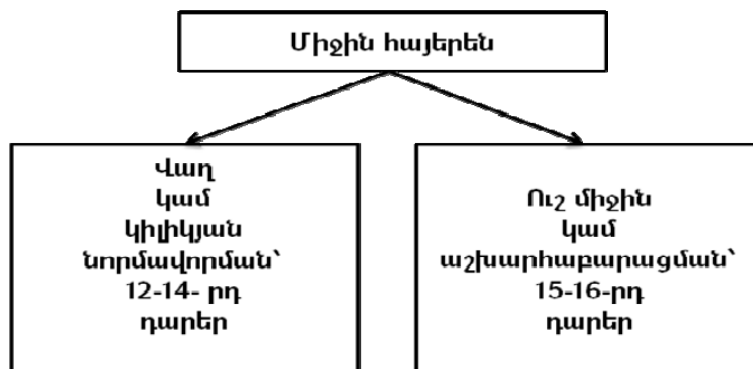 Միջին հայերեն
Վաղ
կամ
կիլիկյան
նորմավորման՝
12-14- րդ
դարեր
Ուշ միջին
կամ
աշխարհաբարացման՝
15-16-րդ
դարեր